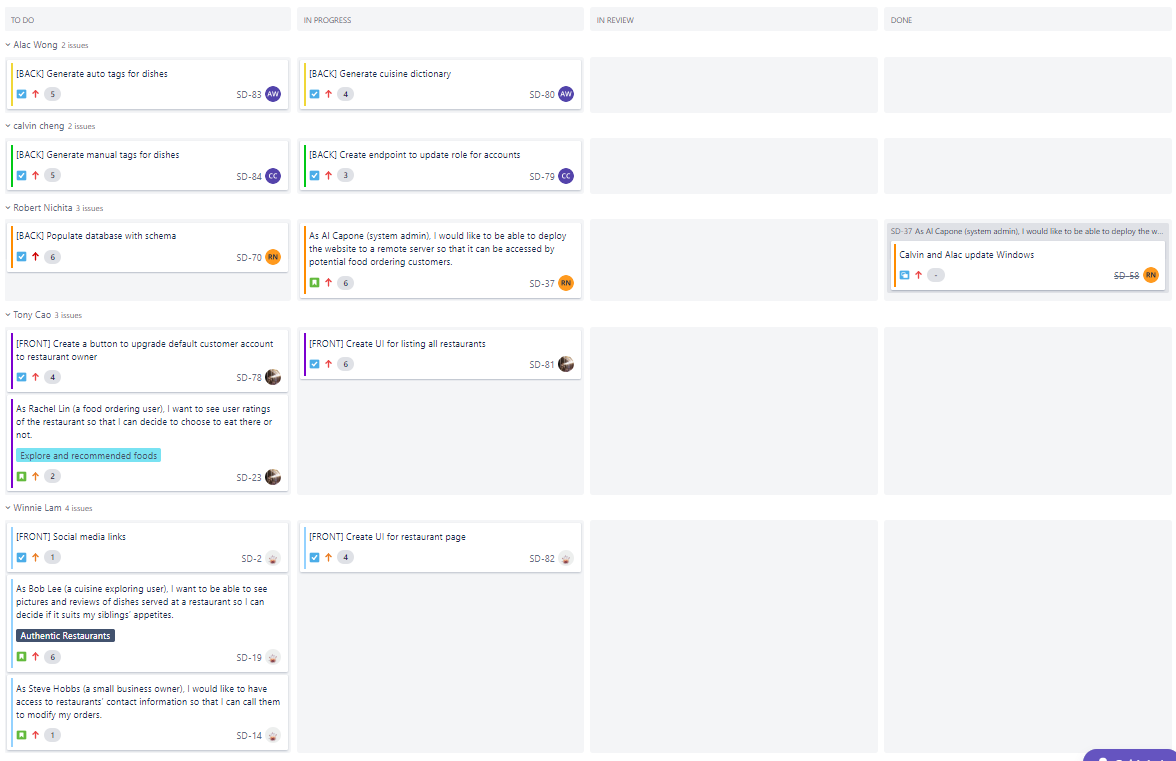 TO DO
IN PROGRESS
IN REVIEW
DONE
Alac Wong 2 issues
[BACK] Generate auto tags for dishes
5
SD-83 AW
[BACK] Generate cuisine dictionary
4
SD-80 AW
calvin cheng 2 issues
[BACK] Generate manual tags for dishes
5
SD-84 CC
[BACK] Create endpoint to update role for accounts
3
SD-79 CC
Robert Nichita 3 issues
[BACK] Populate database with schema
6
SD-70 RN
As Al Capone (system admin), I would like to be able to deploy
the website to a remote server so that it can be accessed by
potential food ordering customers.
6
SD-37 RN
SD-37 As Al Capone (system admin), I would like to be able to deploy the w...
Calvin and Alac update Windows
-
SD-58 RN
Tony Cao 3 issues
[FRONT] Create a button to upgrade default customer account
to restaurant owner
4
SD-78
As Rachel Lin (a food ordering user), I want to see user ratings
of the restaurant so that I can decide to choose to eat there or
not.
Explore and recommended foods
2
SD-23
[FRONT] Create UI for listing all restaurants
6
SD-81
Winnie Lam 4 issues
[FRONT] Social media links
1
SD-2
As Bob Lee (a cuisine exploring user), I want to be able to see
pictures and reviews of dishes served at a restaurant so I can
decide if it suits my siblings' appetites.
Authentic Restaurants
6
SD-19
As Steve Hobbs (a small business owner), I would like to have
access to restaurants' contact information so that I can call them
to modify my orders.
1
SD-14
[FRONT] Create UI for restaurant page
4
SD-82